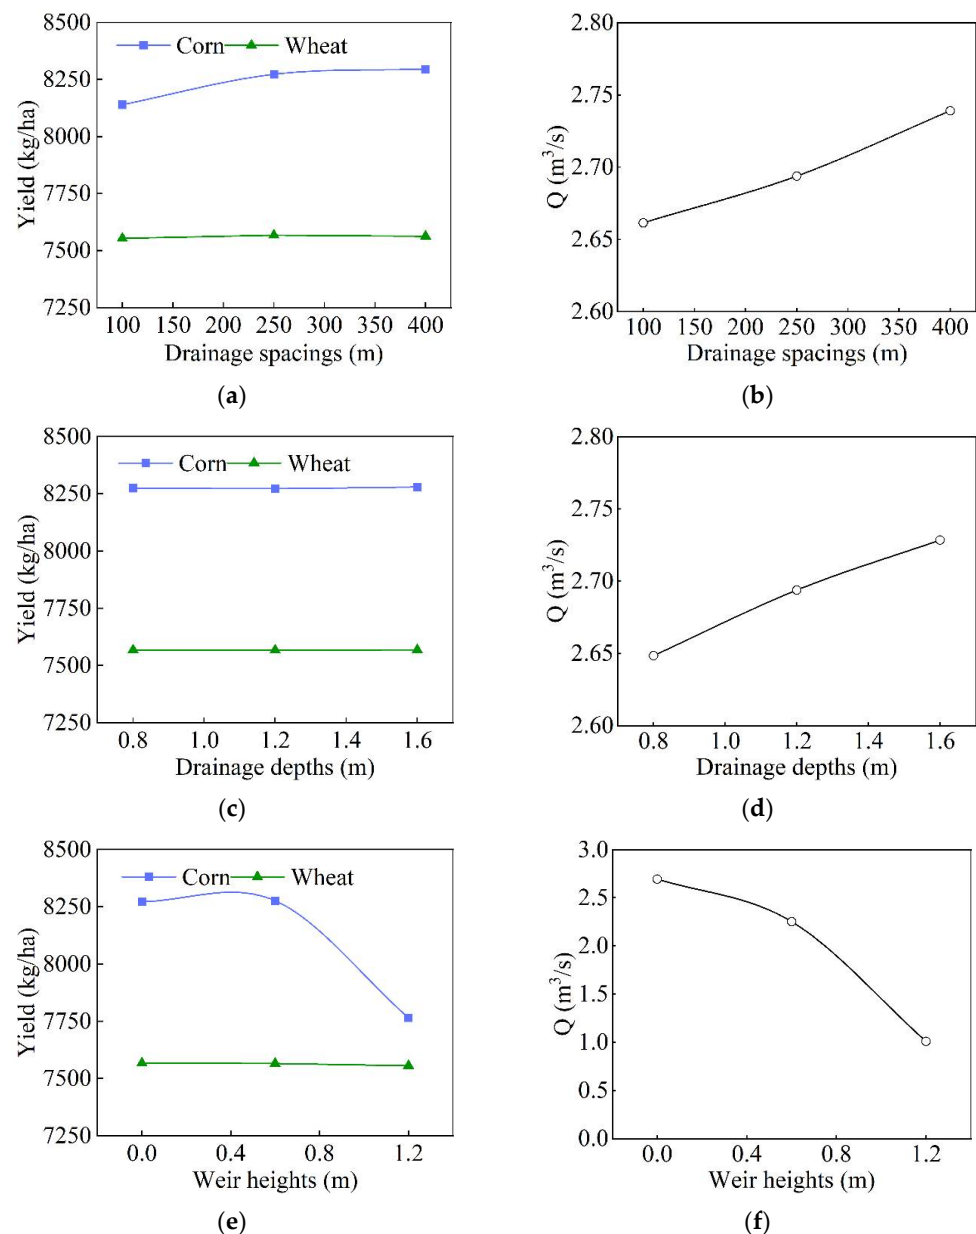 8500
8250
8000
7750
7500
7250
Yield (kg/ha)
Corn
Wheat
100 150 200 250 300 350 400
Drainage spacings (m)
(a)
2.80
2.75
2.70
2.65
2.60
Q (m³/s)
100 150 200 250 300 350 400
Drainage spacings (m)
(b)
8500
8250
8000
7750
7500
7250
Yield (kg/ha)
Corn
Wheat
0.8 1.0 1.2 1.4 1.6
Drainage depths (m)
(c)
2.80
2.75
2.70
2.65
2.60
Q (m³/s)
0.8 1.0 1.2 1.4 1.6
Drainage depths (m)
(d)
8500
8250
8000
7750
7500
7250
Yield (kg/ha)
Corn
Wheat
0.0 0.4 0.8 1.2
Weir heights (m)
(e)
3.0
2.5
2.0
1.5
1.0
0.5
0.0
Q (m³/s)
0.0 0.4 0.8 1.2
Weir heights (m)
(f)